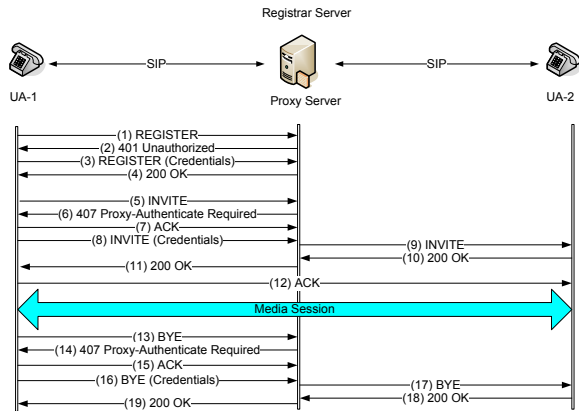 Registrar Server
SIP
SIP
UA-1
Proxy Server
UA-2
(1) REGISTER
(2) 401 Unauthorized
(3) REGISTER (Credentials)
(4) 200 OK
(5) INVITE
(6) 407 Proxy-Authenticate Required
(7) ACK
(8) INVITE (Credentials)
(9) INVITE
(10) 200 OK
(11) 200 OK
(12) ACK
Media Session
(13) BYE
(14) 407 Proxy-Authenticate Required
(15) ACK
(16) BYE (Credentials)
(17) BYE
(18) 200 OK
(19) 200 OK